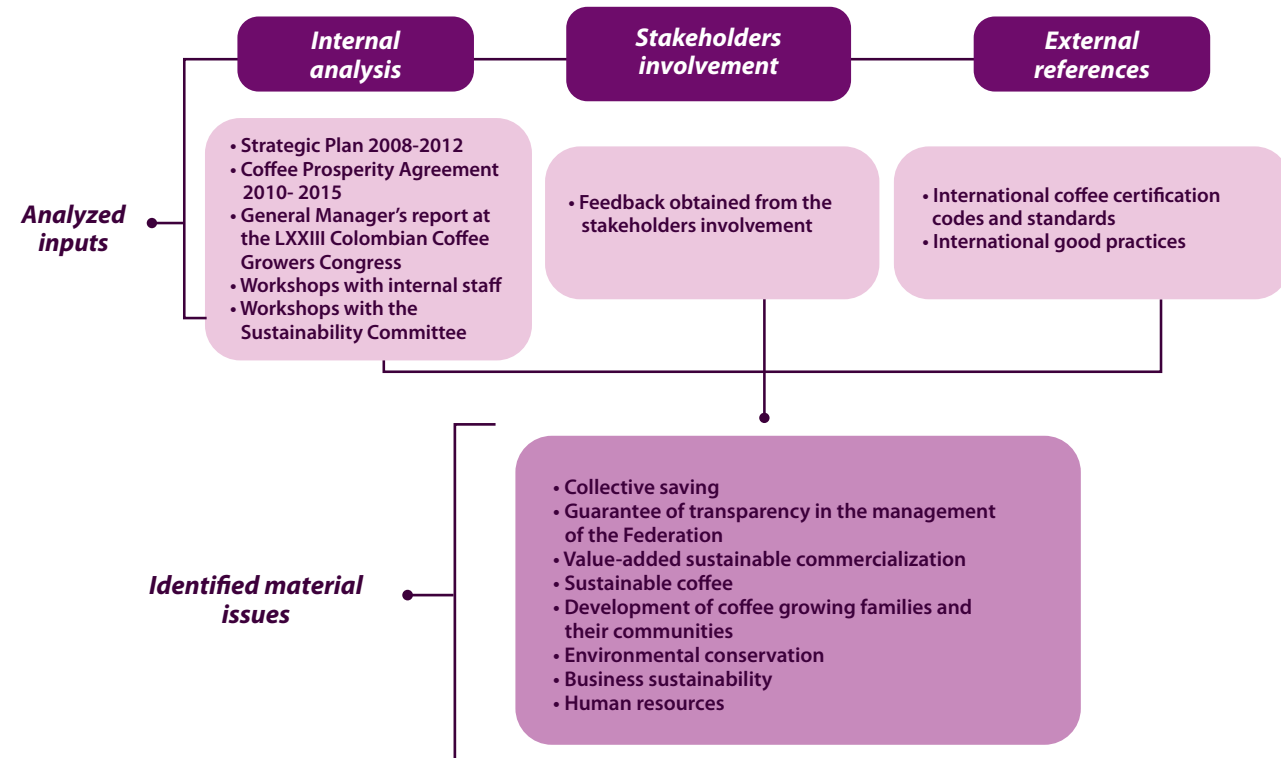 Internal
analysis
Stakeholders
involvement
External
references
Analyzed
inputs
• Strategic Plan 2008-2012
• Coffee Prosperity Agreement
2010- 2015
• General Manager’s report at
the LXXIII Colombian Coffee
Growers Congress
• Workshops with internal staff
• Workshops with the
Sustainability Committee
• Feedback obtained from the
stakeholders involvement
• International coffee certification
codes and standards
• International good practices
Identified material
issues
• Collective saving
• Guarantee of transparency in the management
of the Federation
• Value-added sustainable commercialization
• Sustainable coffee
• Development of coffee growing families and
their communities
• Environmental conservation
• Business sustainability
• Human resources